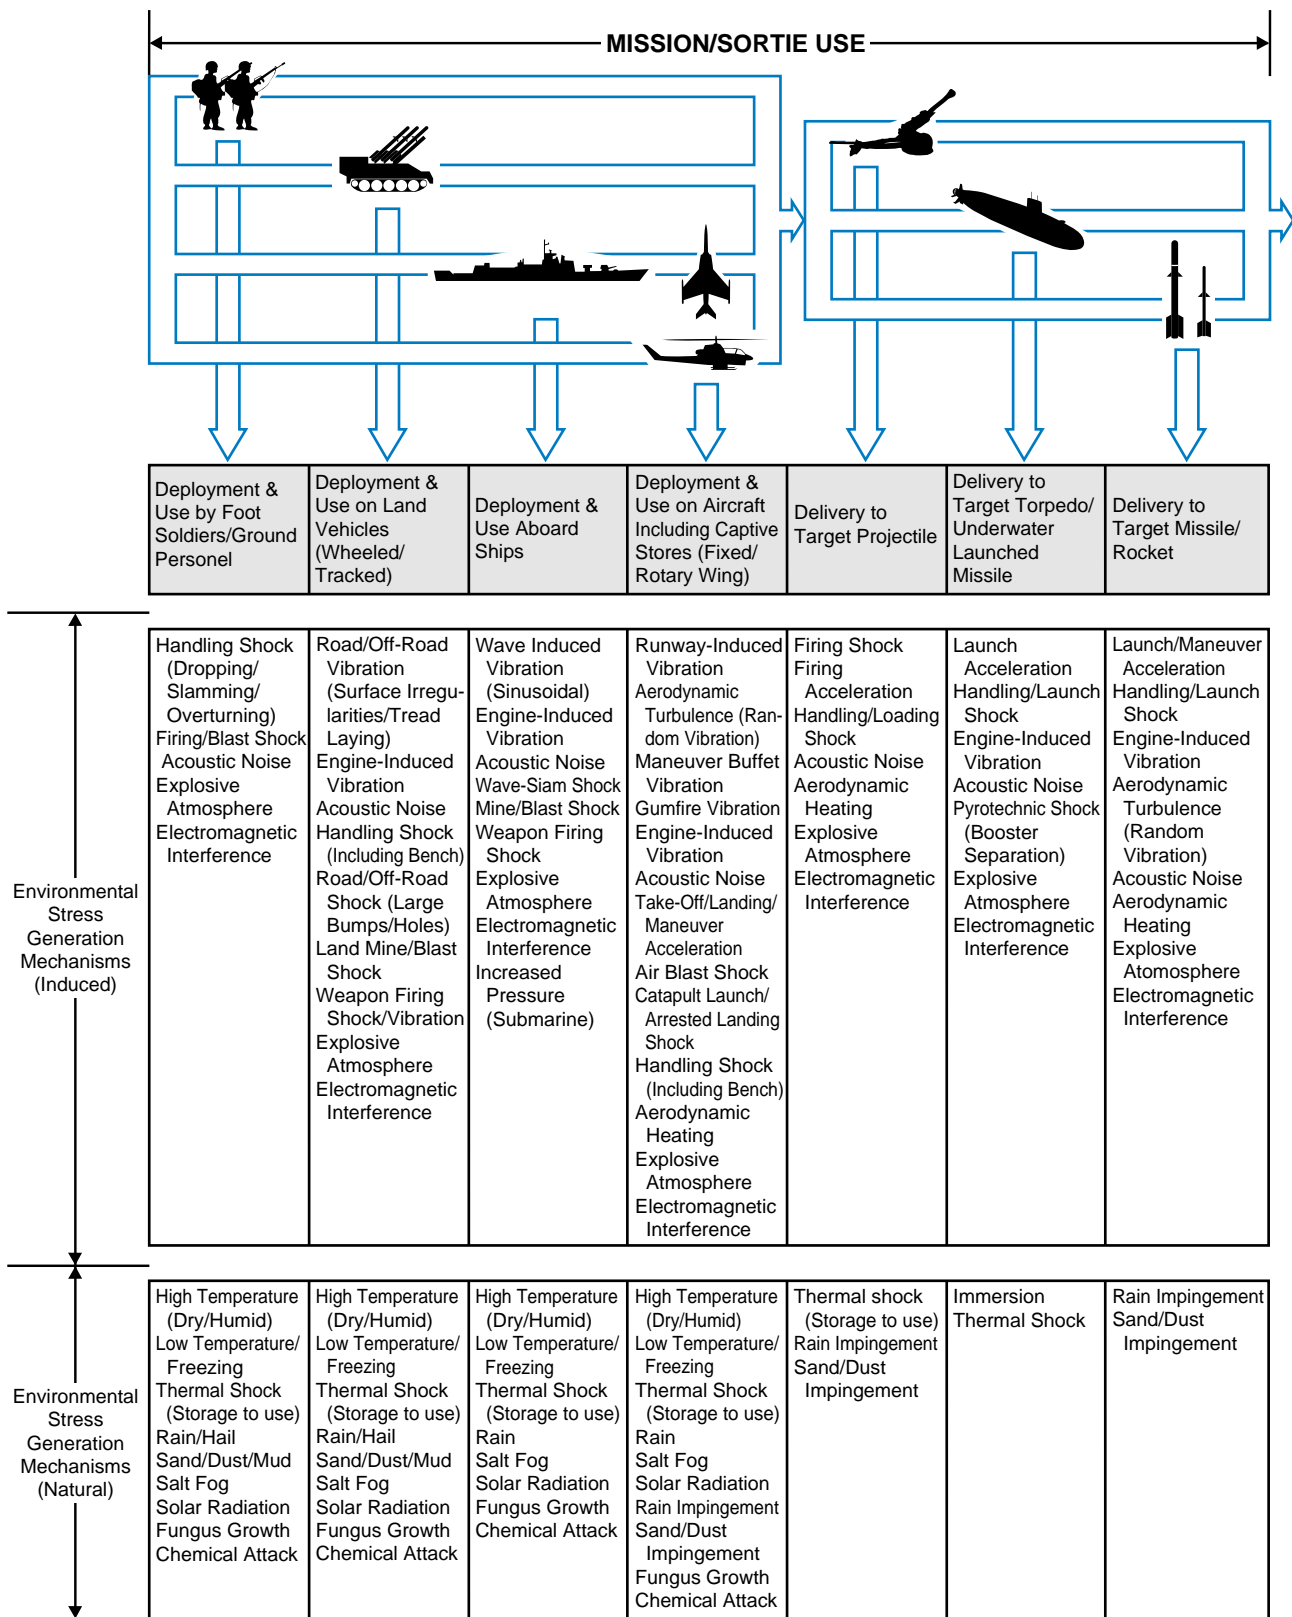 MISSION/SORTIE USE
Deployment &
Use by Foot
Soldiers/Ground
Personel
Deployment &
Use on Land
Vehicles
(Wheeled/
Tracked)
Deployment &
Use Aboard
Ships
Deployment &
Use on Aircraft
Including Captive
Stores (Fixed/
Rotary Wing)
Delivery to
Target Projectile
Delivery to
Target Torpedo/
Underwater
Launched
Missile
Delivery to
Target Missile/
Rocket
Environmental
Stress
Generation
Mechanisms
(Induced)
Handling Shock
(Dropping/
Slamming/
Overturning)
Firing/Blast Shock
Acoustic Noise
Explosive
Atmosphere
Electromagnetic
Interference
Road/Off-Road
Vibration
(Surface Irregu-
larities/Tread
Laying)
Engine-Induced
Vibration
Acoustic Noise
Handling Shock
(Including Bench)
Road/Off-Road
Shock (Large
Bumps/Holes)
Land Mine/Blast
Shock
Weapon Firing
Shock/Vibration
Explosive
Atmosphere
Electromagnetic
Interference
Wave Induced
Vibration
(Sinusoidal)
Engine-Induced
Vibration
Acoustic Noise
Wave-Siam Shock
Mine/Blast Shock
Weapon Firing
Shock
Explosive
Atmosphere
Electromagnetic
Interference
Increased
Pressure
(Submarine)
Runway-Induced
Vibration
Aerodynamic
Turbulence (Ran-
dom Vibration)
Maneuver Buffet
Vibration
Gumfire Vibration
Engine-Induced
Vibration
Acoustic Noise
Take-Off/Landing/
Maneuver
Acceleration
Air Blast Shock
Catapult Launch/
Arrested Landing
Shock
Handling Shock
(Including Bench)
Aerodynamic
Heating
Explosive
Atmosphere
Electromagnetic
Interference
Firing Shock
Firing
Acceleration
Handling/Loading
Shock
Acoustic Noise
Aerodynamic
Heating
Explosive
Atmosphere
Electromagnetic
Interference
Launch
Acceleration
Handling/Launch
Shock
Engine-Induced
Vibration
Acoustic Noise
Pyrotechnic Shock
(Booster
Separation)
Explosive
Atmosphere
Electromagnetic
Interference
Launch/Maneuver
Acceleration
Handling/Launch
Shock
Engine-Induced
Vibration
Aerodynamic
Turbulence
(Random
Vibration)
Acoustic Noise
Aerodynamic
Heating
Explosive
Atomosphere
Electromagnetic
Interference
Environmental
Stress
Generation
Mechanisms
(Natural)
High Temperature
(Dry/Humid)
Low Temperature/
Freezing
Thermal Shock
(Storage to use)
Rain/Hail
Sand/Dust/Mud
Salt Fog
Solar Radiation
Fungus Growth
Chemical Attack
High Temperature
(Dry/Humid)
Low Temperature/
Freezing
Thermal Shock
(Storage to use)
Rain/Hail
Sand/Dust/Mud
Salt Fog
Solar Radiation
Fungus Growth
Chemical Attack
High Temperature
(Dry/Humid)
Low Temperature/
Freezing
Thermal Shock
(Storage to use)
Rain
Salt Fog
Solar Radiation
Fungus Growth
Chemical Attack
High Temperature
(Dry/Humid)
Low Temperature/
Freezing
Thermal Shock
(Storage to use)
Rain
Salt Fog
Solar Radiation
Rain Impingement
Sand/Dust
Impingement
Fungus Growth
Chemical Attack
Thermal shock
(Storage to use)
Rain Impingement
Sand/Dust
Impingement
Immersion
Thermal Shock
Rain Impingement
Sand/Dust
Impingement